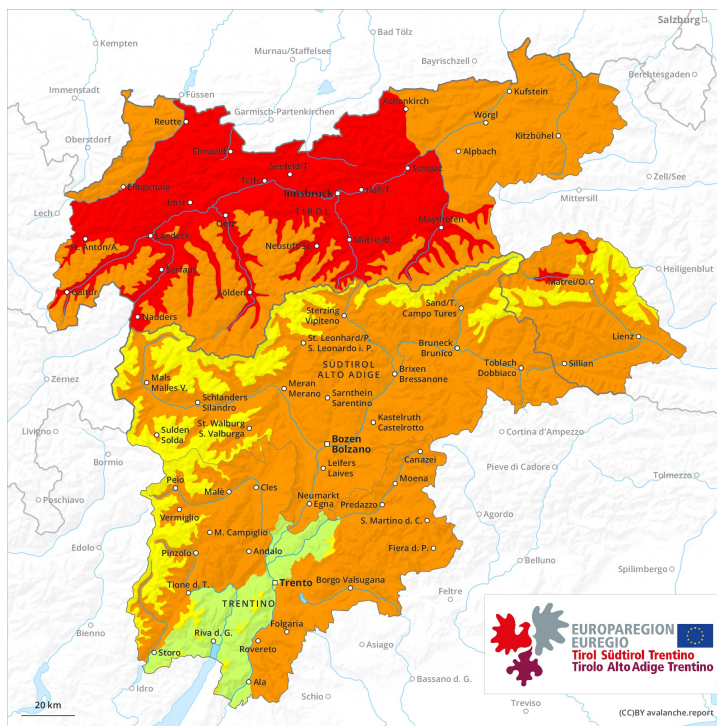 Salzburg
Kempten
Bad Tölz
Murnau/Staffelsee
Bayrischzell
Berchtesgaden
Immenstadt
Füssen
Garmisch-Partenkirchen
Achenkirch
Kufstein
Reutte
Wörgl
Oberstdorf
Ehrwald
Kitzbühel
Seefeld/T.
Alpbach
Telfs
Schwaz
Zell/See
Elbigenalp
Innsbruck
Hall/T.
Mittersill
Lech
Imst
TIROL
Oetz
Mayrhofen
St. Anton/A.
Landeck
Neustift/St.
Matrei/B.
Serfaus
Heiligenblut
Galtür
Sölden
Matrei/O.
Nauders
Sterzing
Vipiteno
Sand/T.
Campo Tures
Lienz
St. Leonhard/P.
S. Leonardo i. P.
Bruneck
Brunico
Zernez
SÜDTIROL
ALTO ADIGE
Toblach
Dobbiaco
Sillian
Mals
Malles V.
Meran
Merano
Brixen
Bressanone
Schlanders
Silandro
Sarnthein
Sarentino
Livigno
St. Walburg
S. Valburga
Kastelruth
Castelrotto
Sulden
Solda
Cortina d'Ampezzo
Bozen
Bolzano
Bormio
Canazei
Pieve di Cadore
Leifers
Laives
Tolmezzo
Poschiavo
Peio
Malè
Cles
Neumarkt
Egna
Moena
Predazzo
Vermiglio
Agordo
S. Martino d. C.
M. Campiglio
Edolo
Pinzolo
Andalo
Fiera d. P.
Belluno
Spilimbergo
Trento
Tione d. T.
Borgo Valsugana
Feltre
TRENTINO
Folgaria
Bienno
Riva d. G.
Rovereto
Asiago
Storo
Ala
Bassano d. G.
Idro
Schio
Treviso
EUROPAREGION
EUREGIO
Tirol Südtirol Trentino
Tirolo Alto Adige Trentino
20 km
(CC)BY avalanche.report